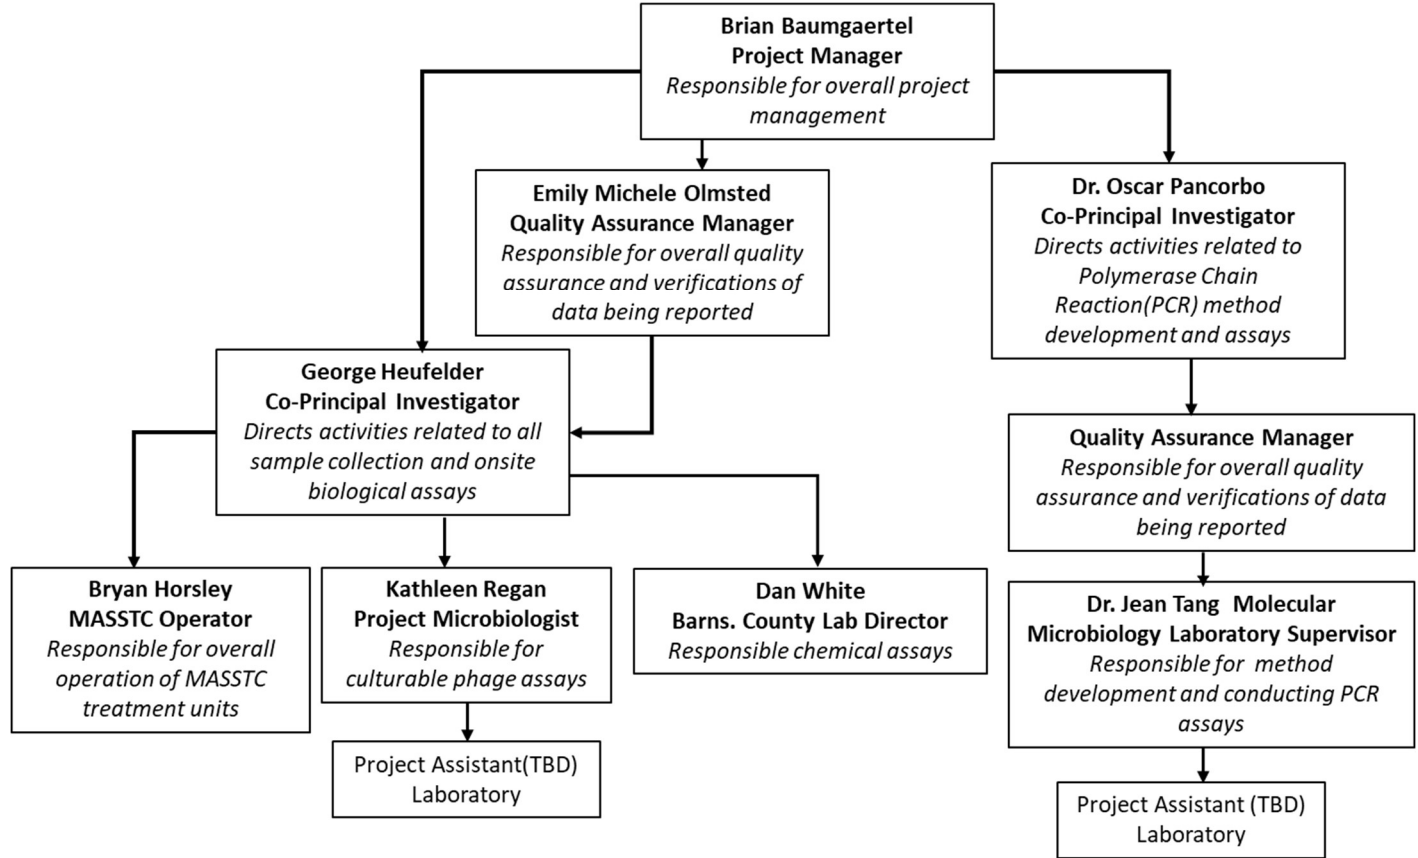 Brian Baumgaertel
Project Manager
Responsible for overall project
management
Emily Michele Olmsted
Quality Assurance Manager
Responsible for overall quality
assurance and verifications of
data being reported
Dr. Oscar Pancorbo
Co-Principal Investigator
Directs activities related to
Polymerase Chain
Reaction(PCR) method
development and assays
George Heufelder
Co-Principal Investigator
Directs activities related to all
sample collection and onsite
biological assays
Quality Assurance Manager
Responsible for overall quality
assurance and verifications of data
being reported
Bryan Horsley
MASSTC Operator
Responsible for overall
operation of MASSTC
treatment units
Kathleen Regan
Project Microbiologist
Responsible for
culturable phage assays
Dan White
Barns. County Lab Director
Responsible chemical assays
Dr. Jean Tang  Molecular
Microbiology Laboratory Supervisor
Responsible for  method
development and conducting PCR
assays
Project Assistant(TBD)
Laboratory
Project Assistant (TBD)
Laboratory